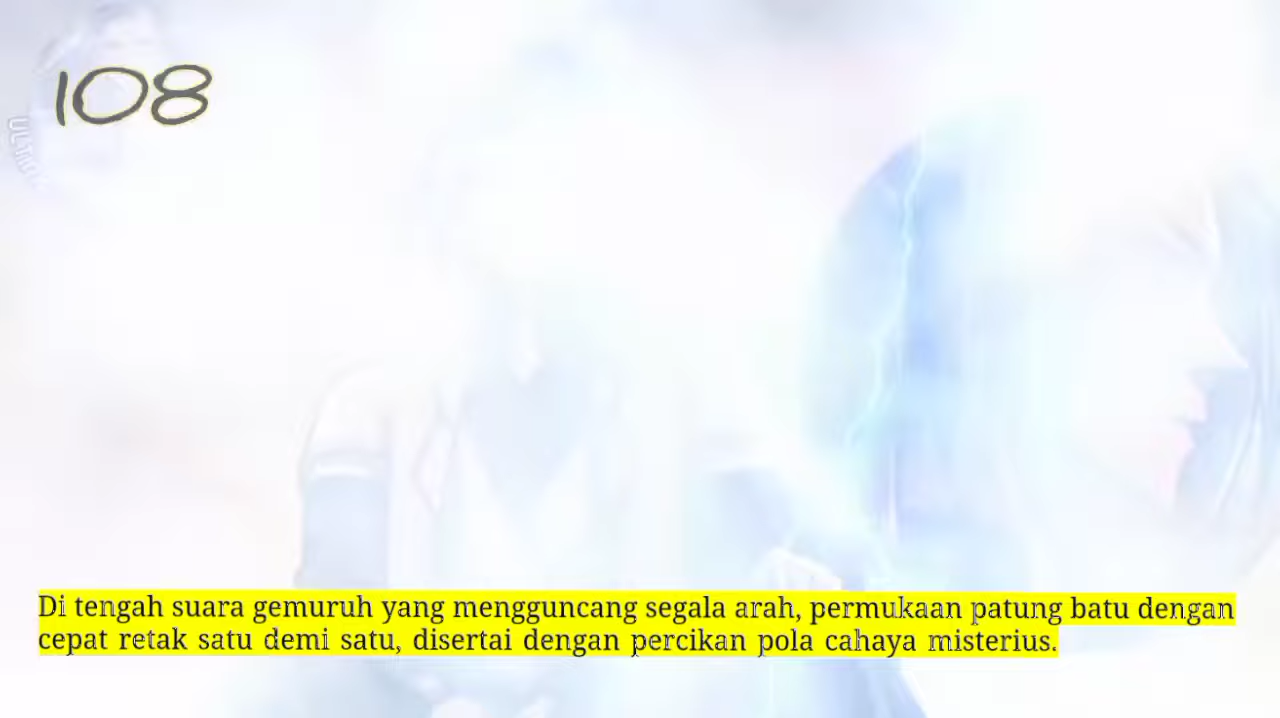 108
Di tengah suara gemuruh yang mengguncang segala arah, permukaan patung batu dengan
cepat retak satu demi satu, disertai dengan percikan pola cahaya misterius.